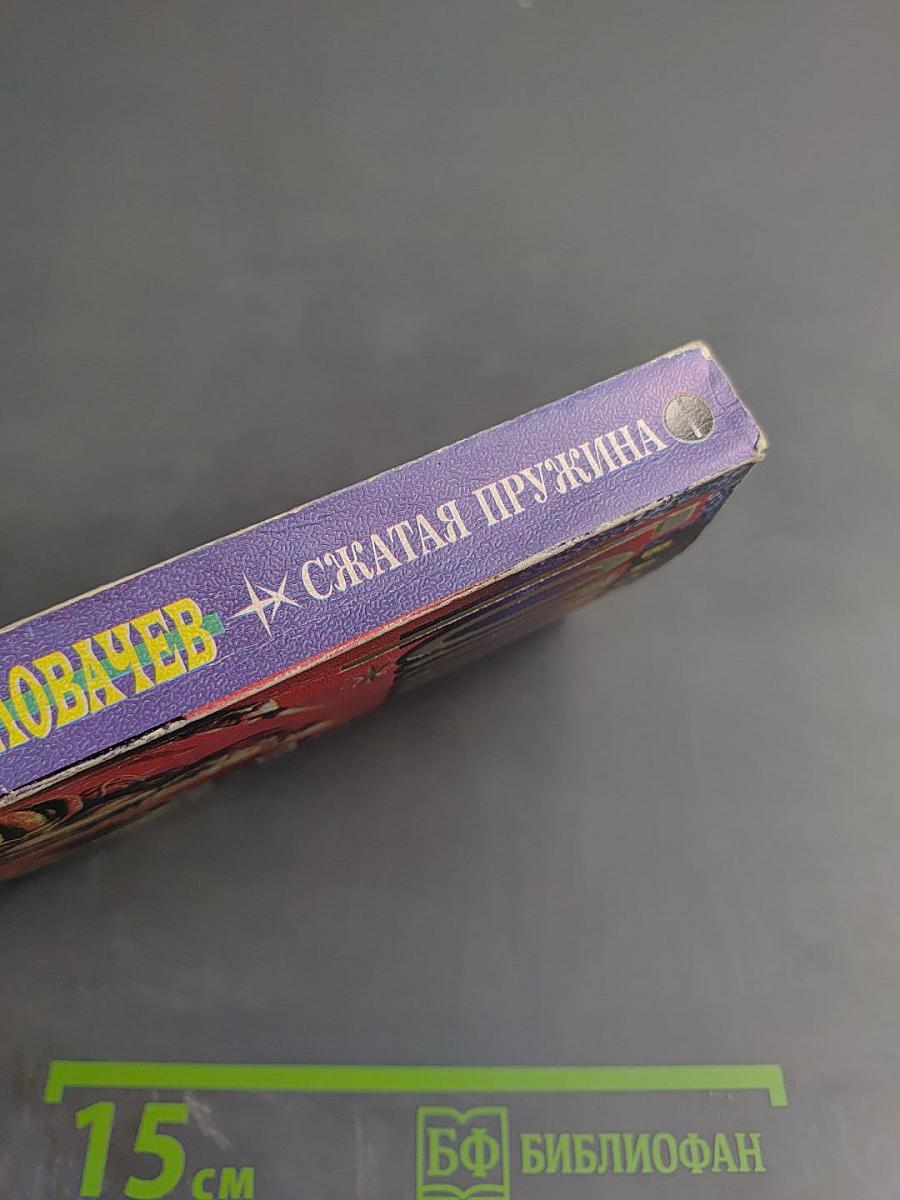 ЛОВАЧЕВ СЖАТАЯ ПРУЖИНА
15 см
БФ БИБЛИОФАН